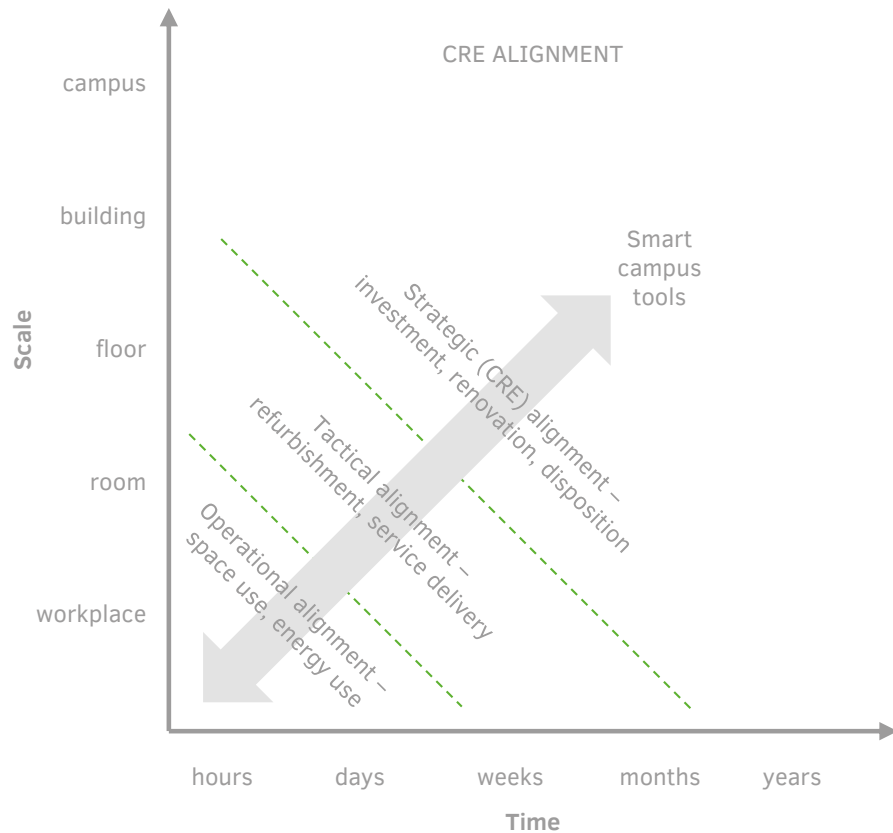 CRE ALIGNMENT
campus
building
floor
room
workplace
Scale
Smart
campus
tools
Strategic (CRE) alignment –
investment, renovation, disposition
Tactical alignment –
refurbishment, service delivery
Operational alignment –
space use, energy use
hours
days
weeks
months
years
Time